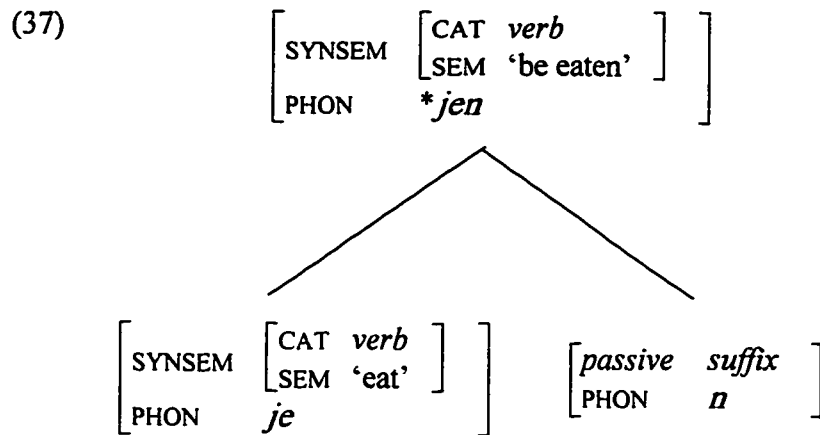 (37)
SYNSEM [CAT verb
SEM ‘be eaten’]
PHON *jen
SYNSEM [CAT verb
SEM ‘eat’]
PHON je
[passive suffix
PHON n]